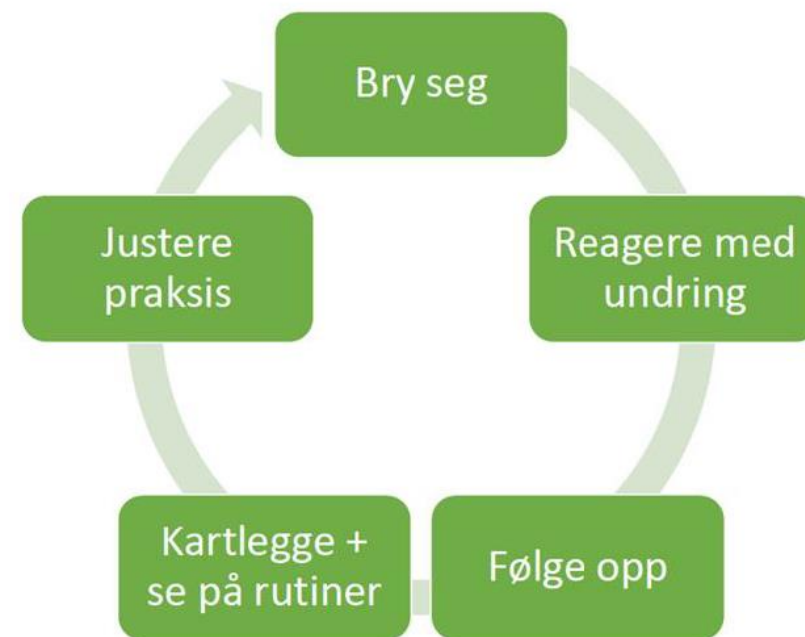 Bry seg
Reagere med
undring
Følge opp
Kartlegge +
se på rutiner
Justere
praksis